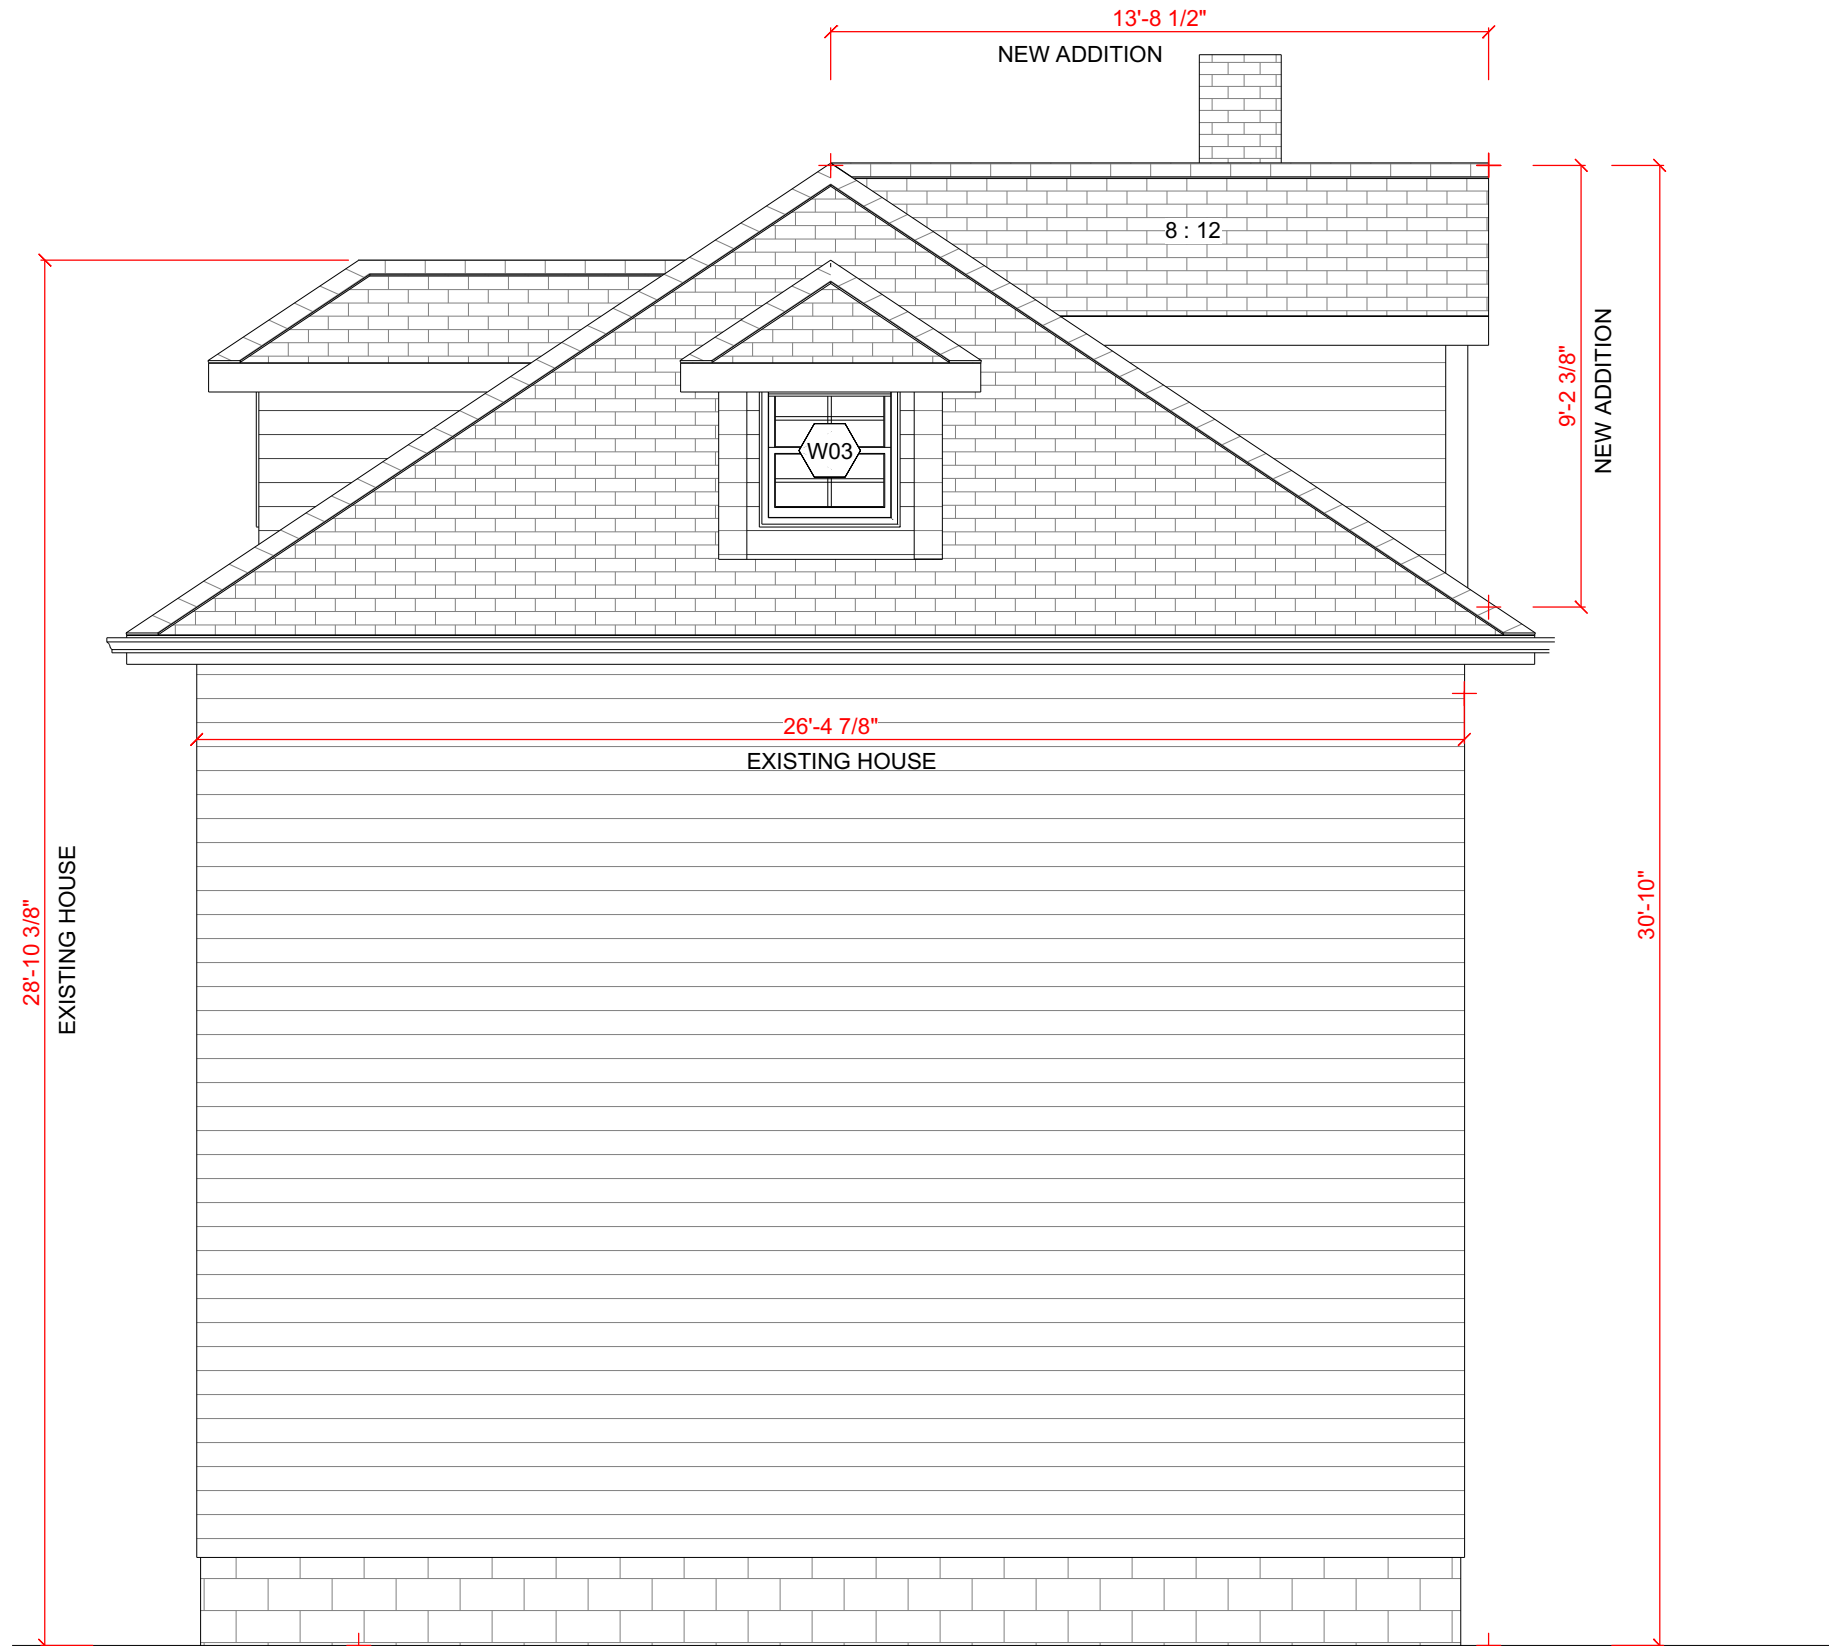 13'-8 1/2"
NEW ADDITION
8 : 12
9'-2 3/8"
NEW ADDITION
W03
26'-4 7/8"
EXISTING HOUSE
28'-10 3/8"
EXISTING HOUSE
30'-10"